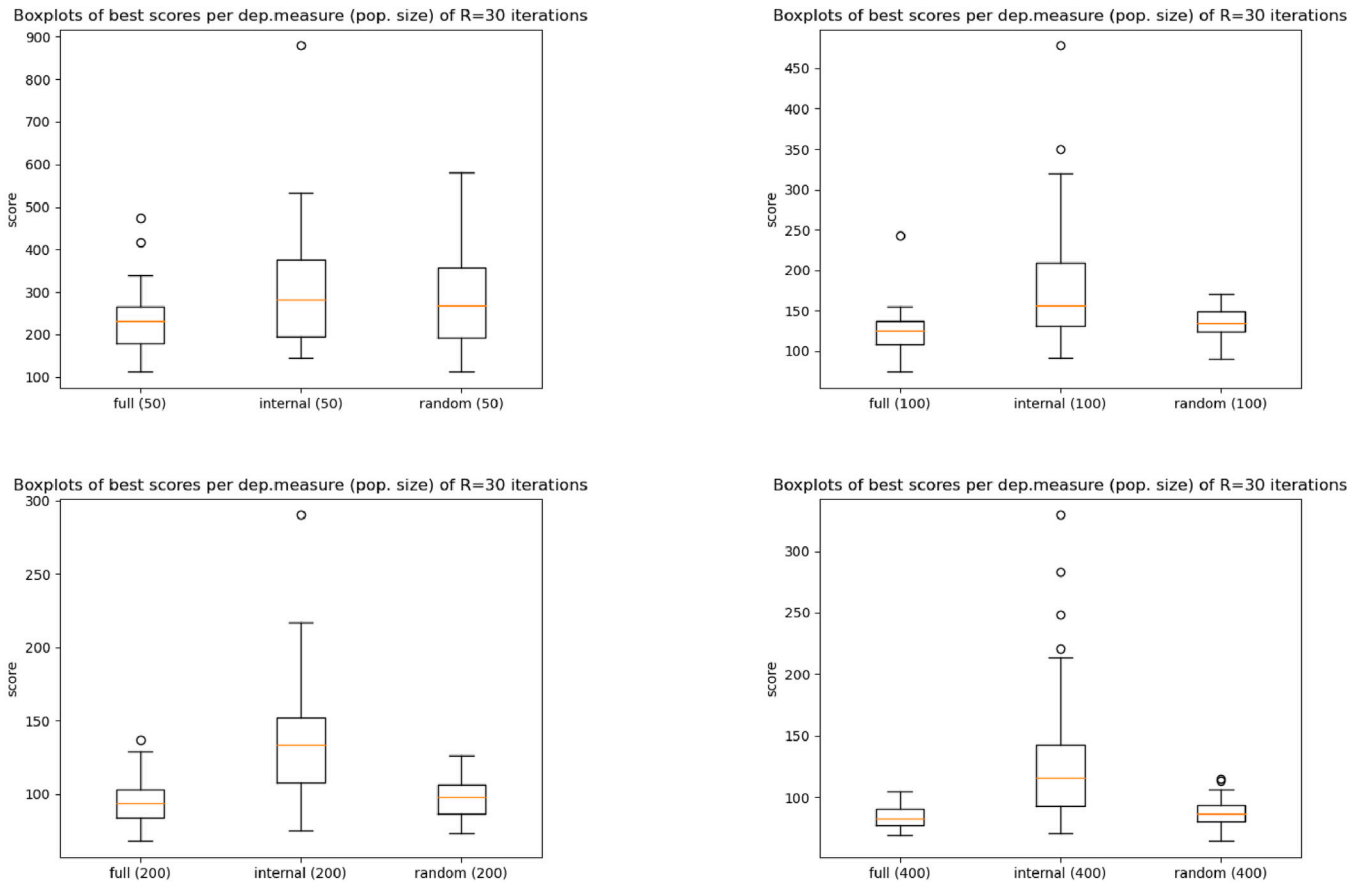 Boxplots of best scores per dep.measure (pop. size) of R=30 iterations
900
800
700
600
500
400
300
200
100
score
full (50) internal (50) random (50)
Boxplots of best scores per dep.measure (pop. size) of R=30 iterations
450
400
350
300
250
200
150
100
score
full (100) internal (100) random (100)
Boxplots of best scores per dep.measure (pop. size) of R=30 iterations
300
250
200
150
100
score
full (200) internal (200) random (200)
Boxplots of best scores per dep.measure (pop. size) of R=30 iterations
300
250
200
150
100
score
full (400) internal (400) random (400)